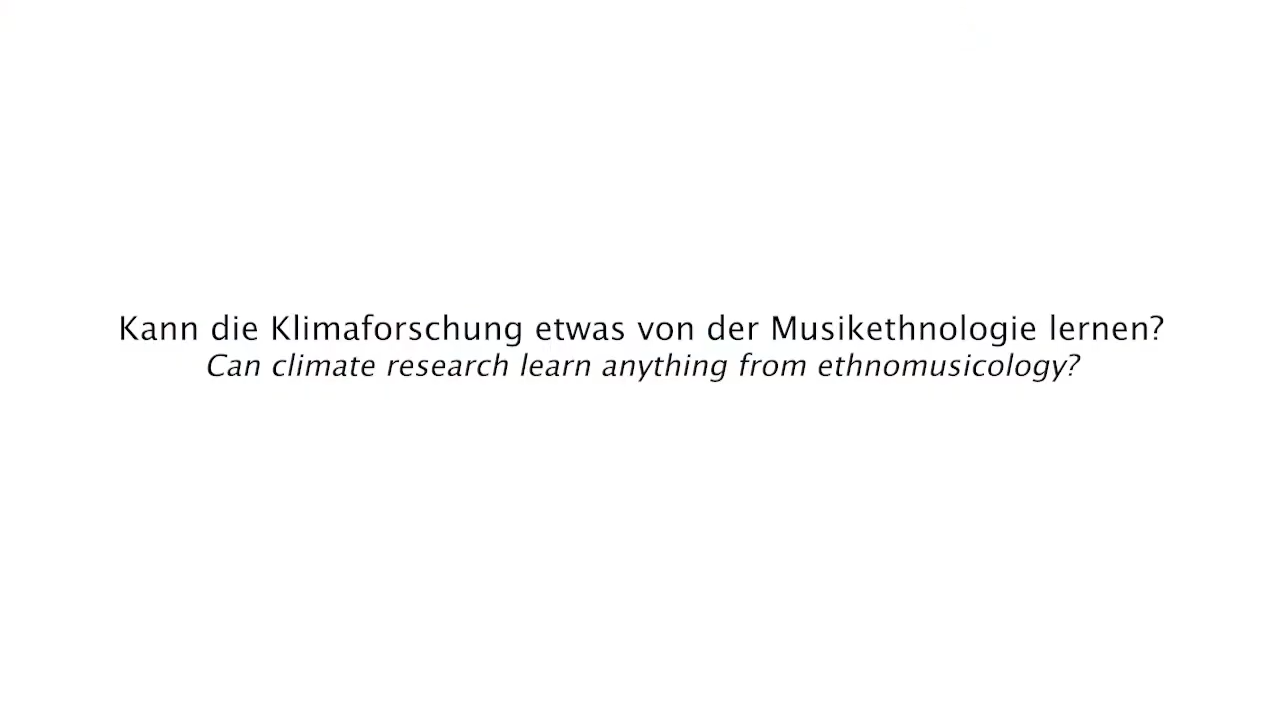 Kann die Klimaforschung etwas von der Musikethnologie lernen?
Can climate research learn anything from ethnomusicology?